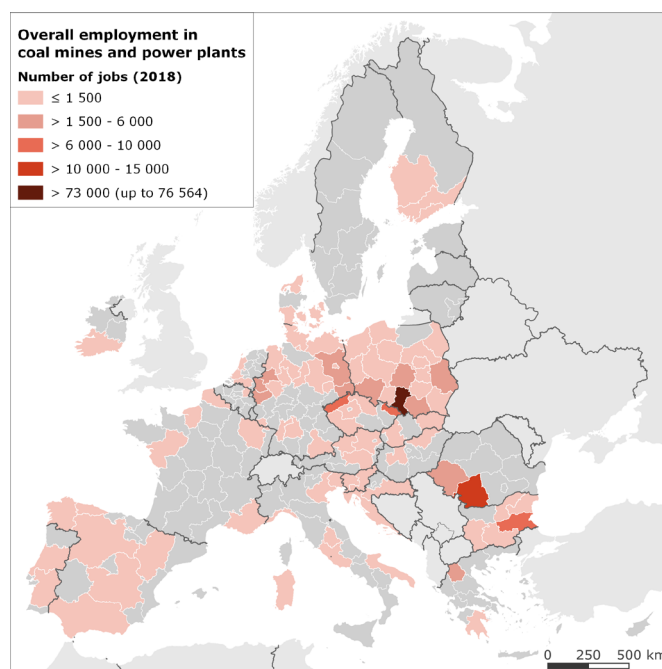 Overall employment in
coal mines and power plants
Number of jobs (2018)
≤ 1 500
> 1 500 - 6 000
> 6 000 - 10 000
> 10 000 - 15 000
> 73 000 (up to 76 564)
0 250 500 km